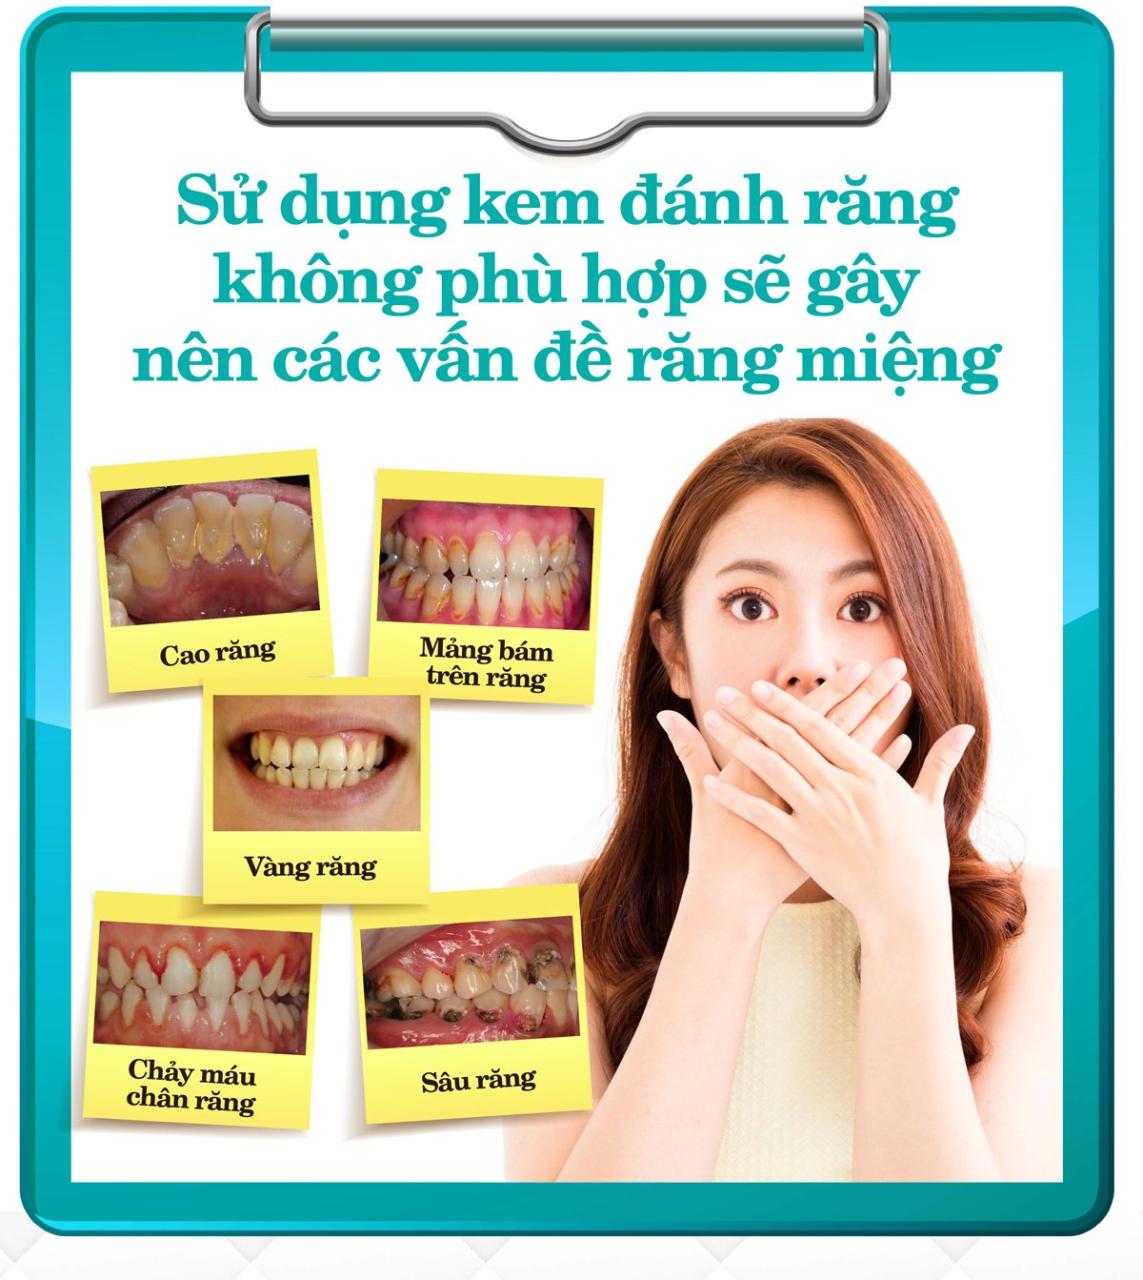 Sử dụng kem đánh răng
không phù hợp sẽ gây
nên các vấn đề răng miệng
Cao răng
Mảng bám
trên răng
Vàng răng
Chảy máu
chân răng
Sâu răng